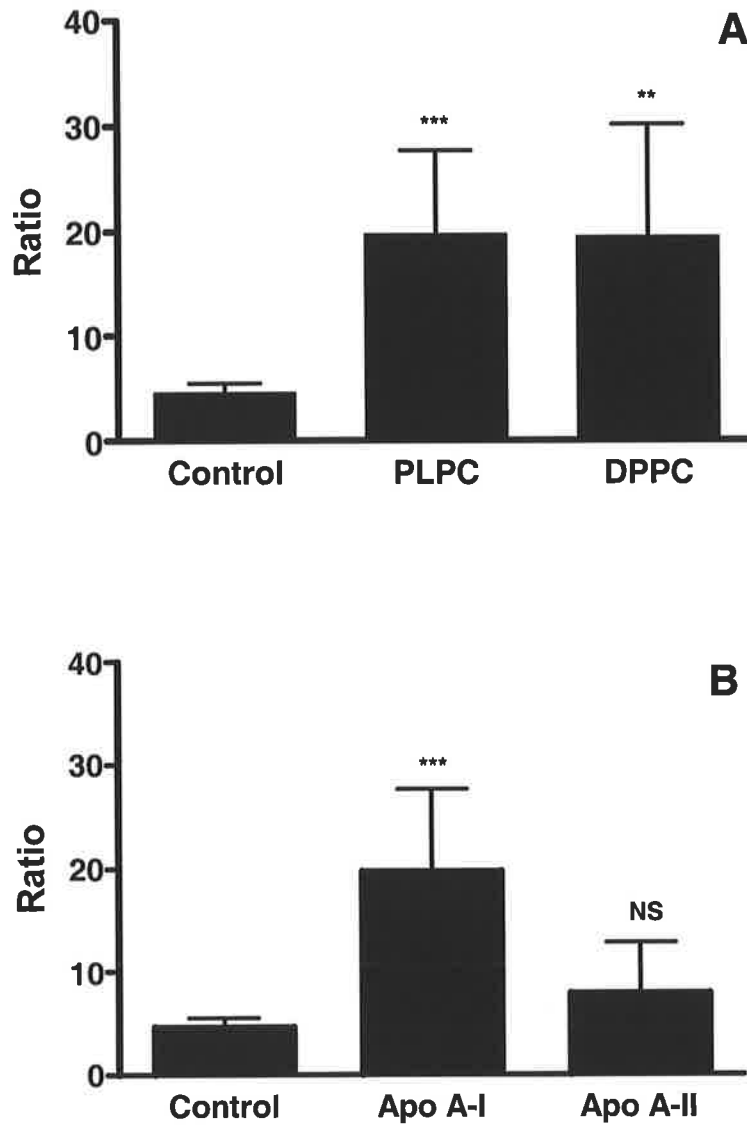 A
40
30
20
10
0
Ratio
***
**
Control PLPC DPPC
B
40
30
20
10
0
Ratio
***
NS
Control Apo A-I Apo A-II